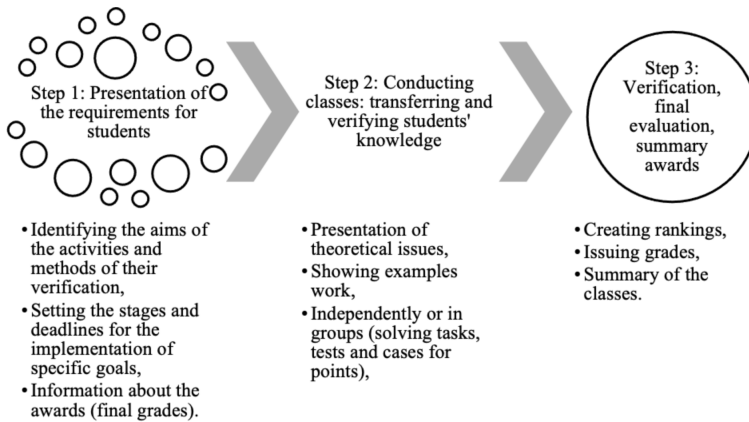 Step 1: Presentation of
the requirements for
students
Step 2: Conducting
classes: transferring and
verifying students'
knowledge
Step 3:
Verification,
final
evaluation,
summary
awards
• Identifying the aims of
the activities and
methods of their
verification,
• Setting the stages and
deadlines for the
implementation of
specific goals,
• Information about the
awards (final grades).
• Presentation of
theoretical issues,
• Showing examples
work,
• Independently or in
groups (solving tasks,
tests and cases for
points),
• Creating rankings,
• Issuing grades,
• Summary of the
classes.